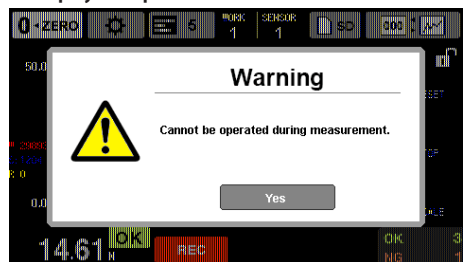 0 ZERO
5
WORK
1
SENSOR
1
SD
50.0
Warning
Cannot be operated during measurement.
0.0
Yes
14.61
N
OK
REC
OK 3
NG 1